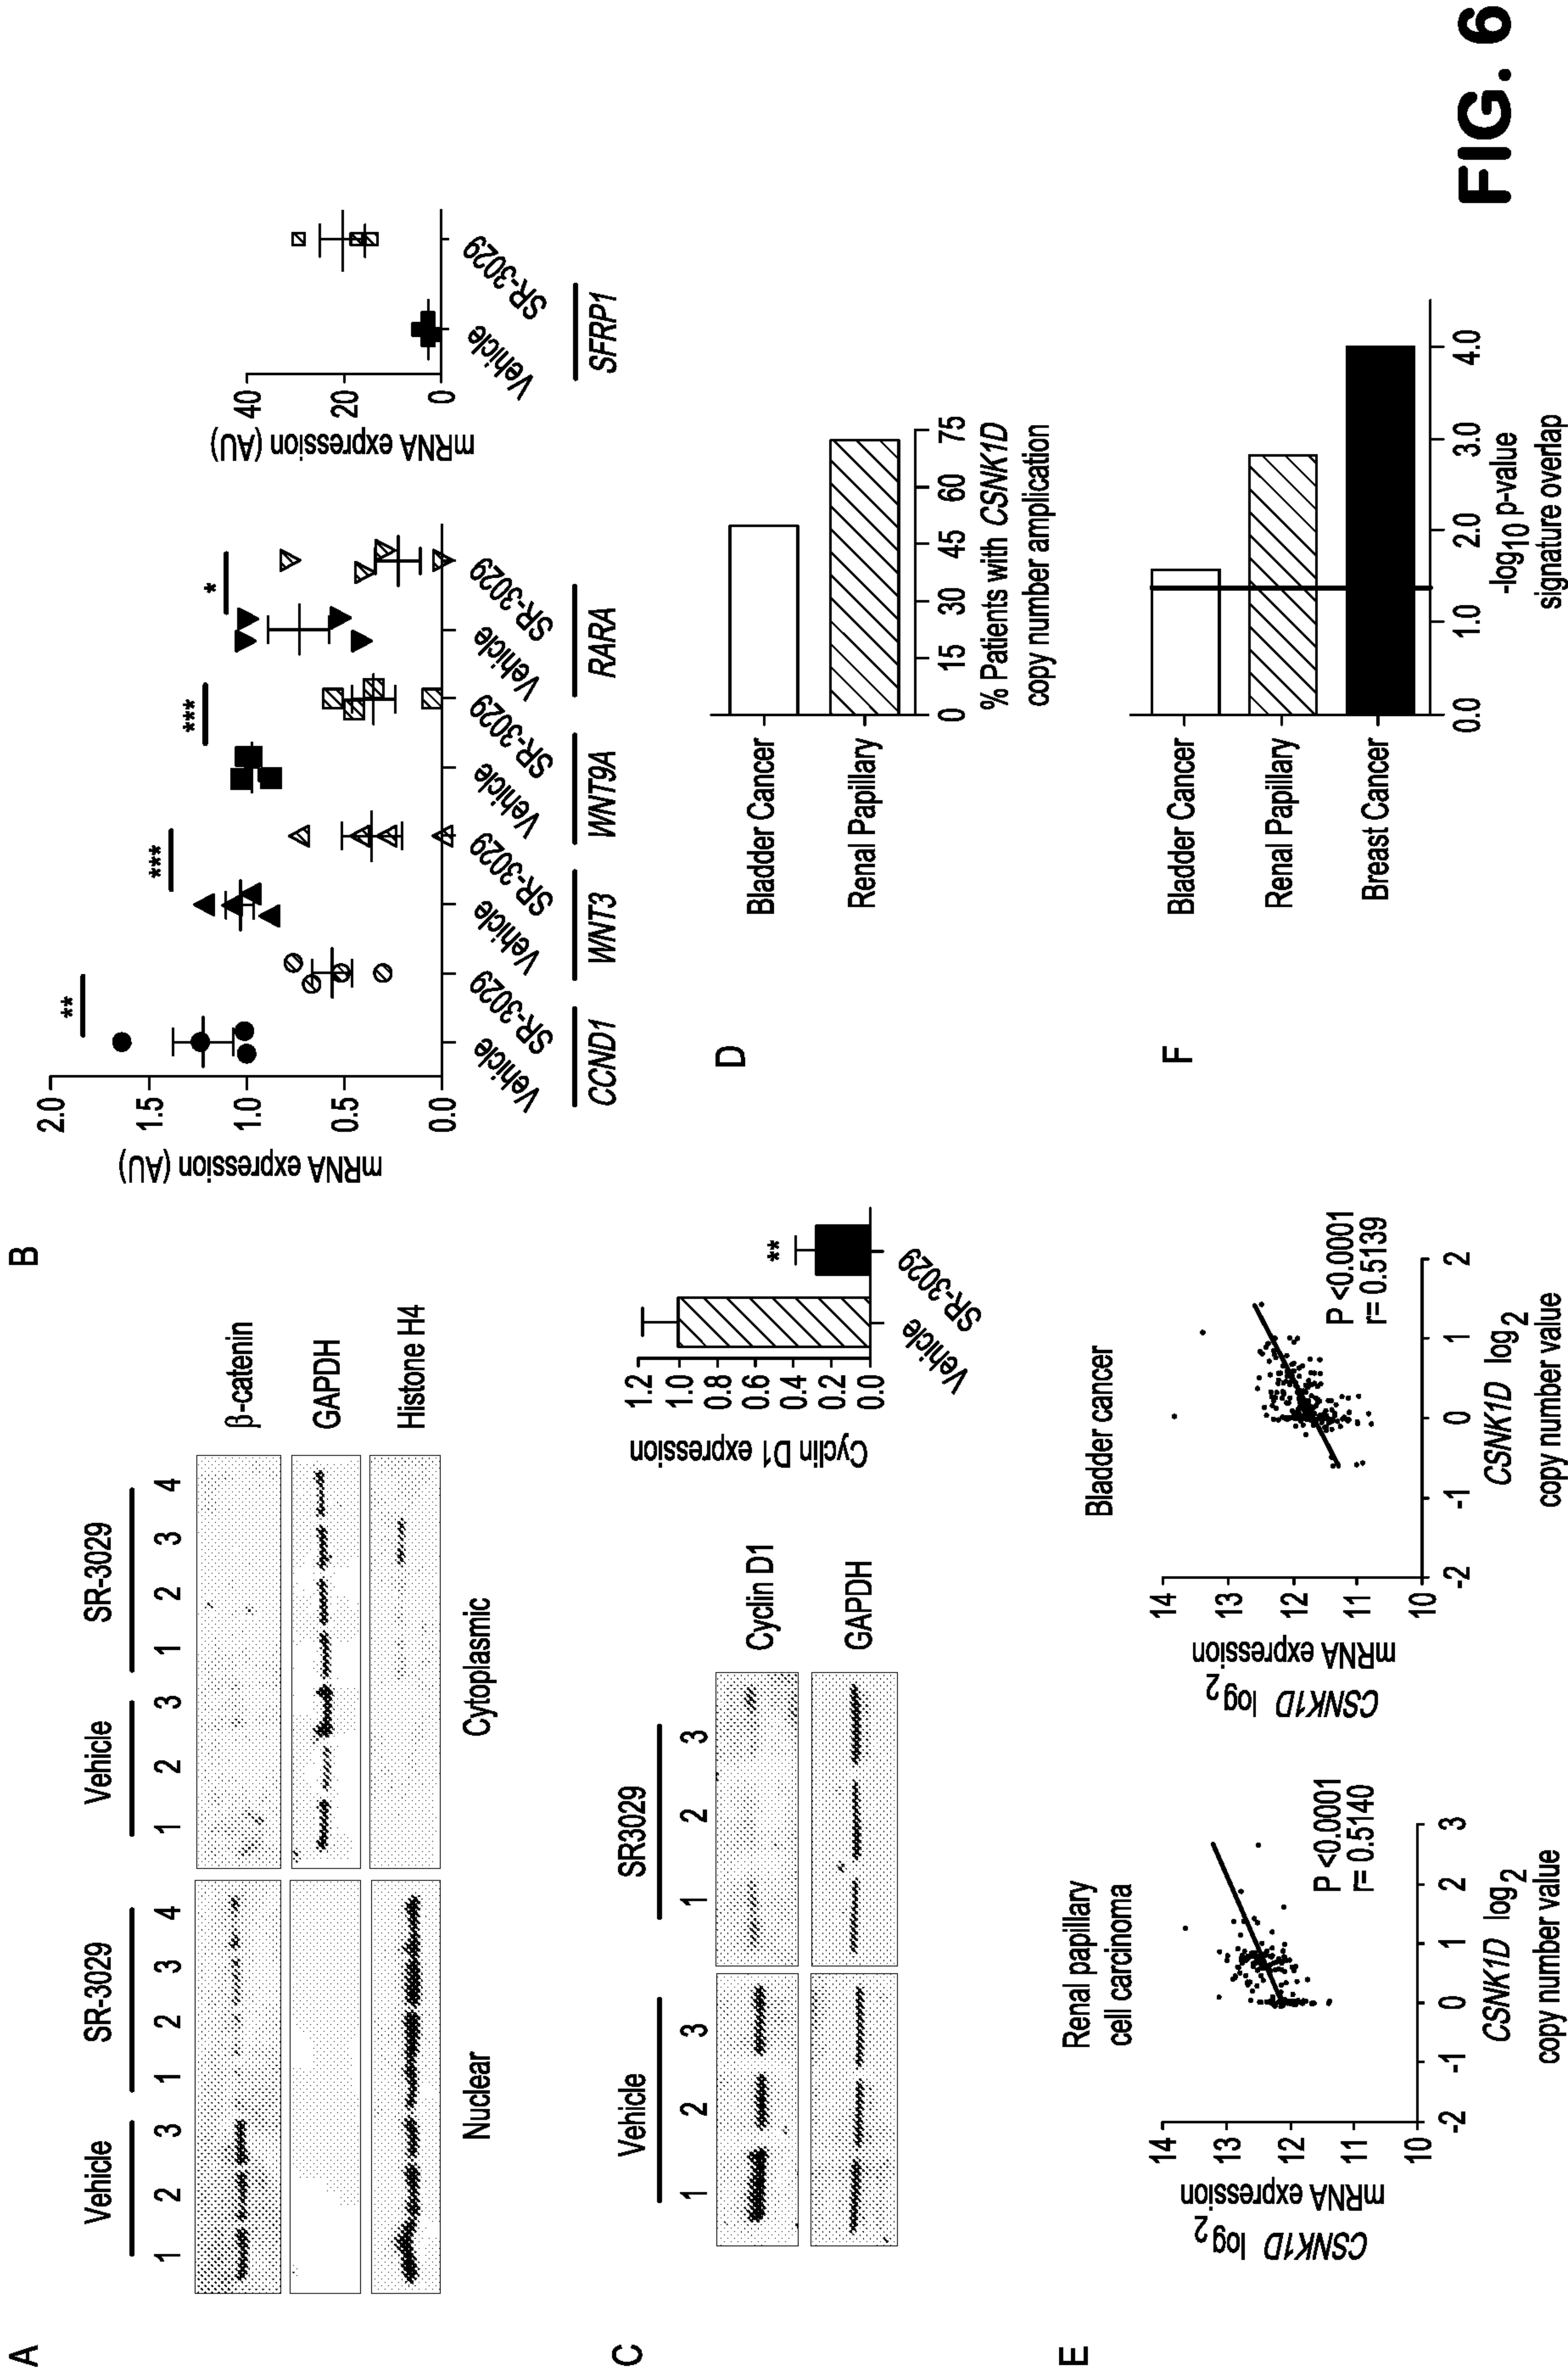 A
Vehicle SR-3029 Vehicle SR-3029
1 2 3 1 2 3 4 1 2 3 1 2 3 4
β-catenin
GAPDH
Histone H4
Nuclear Cytoplasmic
B
mRNA expression (AU)
2.0
1.5
1.0
0.5
0.0
** *** *** *
Vehicle SR-3029 Vehicle SR-3029 Vehicle SR-3029 Vehicle SR-3029
CCND1 WNT3 WNT9A RARA
mRNA expression (AU)
40
20
0
Vehicle SR-3029
SFRP1
C
Vehicle SR3029
1 2 3 1 2 3
Cyclin D1
GAPDH
Cyclin D1 expression
1.2
1.0
0.8
0.6
0.4
0.2
0.0
**
Vehicle SR-3029
D
Bladder Cancer
Renal Papillary
0 15 30 45 60 75
% Patients with CSNK1D
copy number amplication
E
Renal papillary
cell carcinoma
CSNK1D log2
mRNA expression
14
13
12
11
10
P <0.0001
r= 0.5140
-2 -1 0 1 2 3
CSNK1D log2
copy number value
Bladder cancer
CSNK1D log2
mRNA expression
14
13
12
11
10
P <0.0001
r= 0.5139
-2 -1 0 1 2
CSNK1D log2
copy number value
F
Bladder Cancer
Renal Papillary
Breast Cancer
0.0 1.0 2.0 3.0 4.0
-log10 p-value
signature overlap
FIG. 6